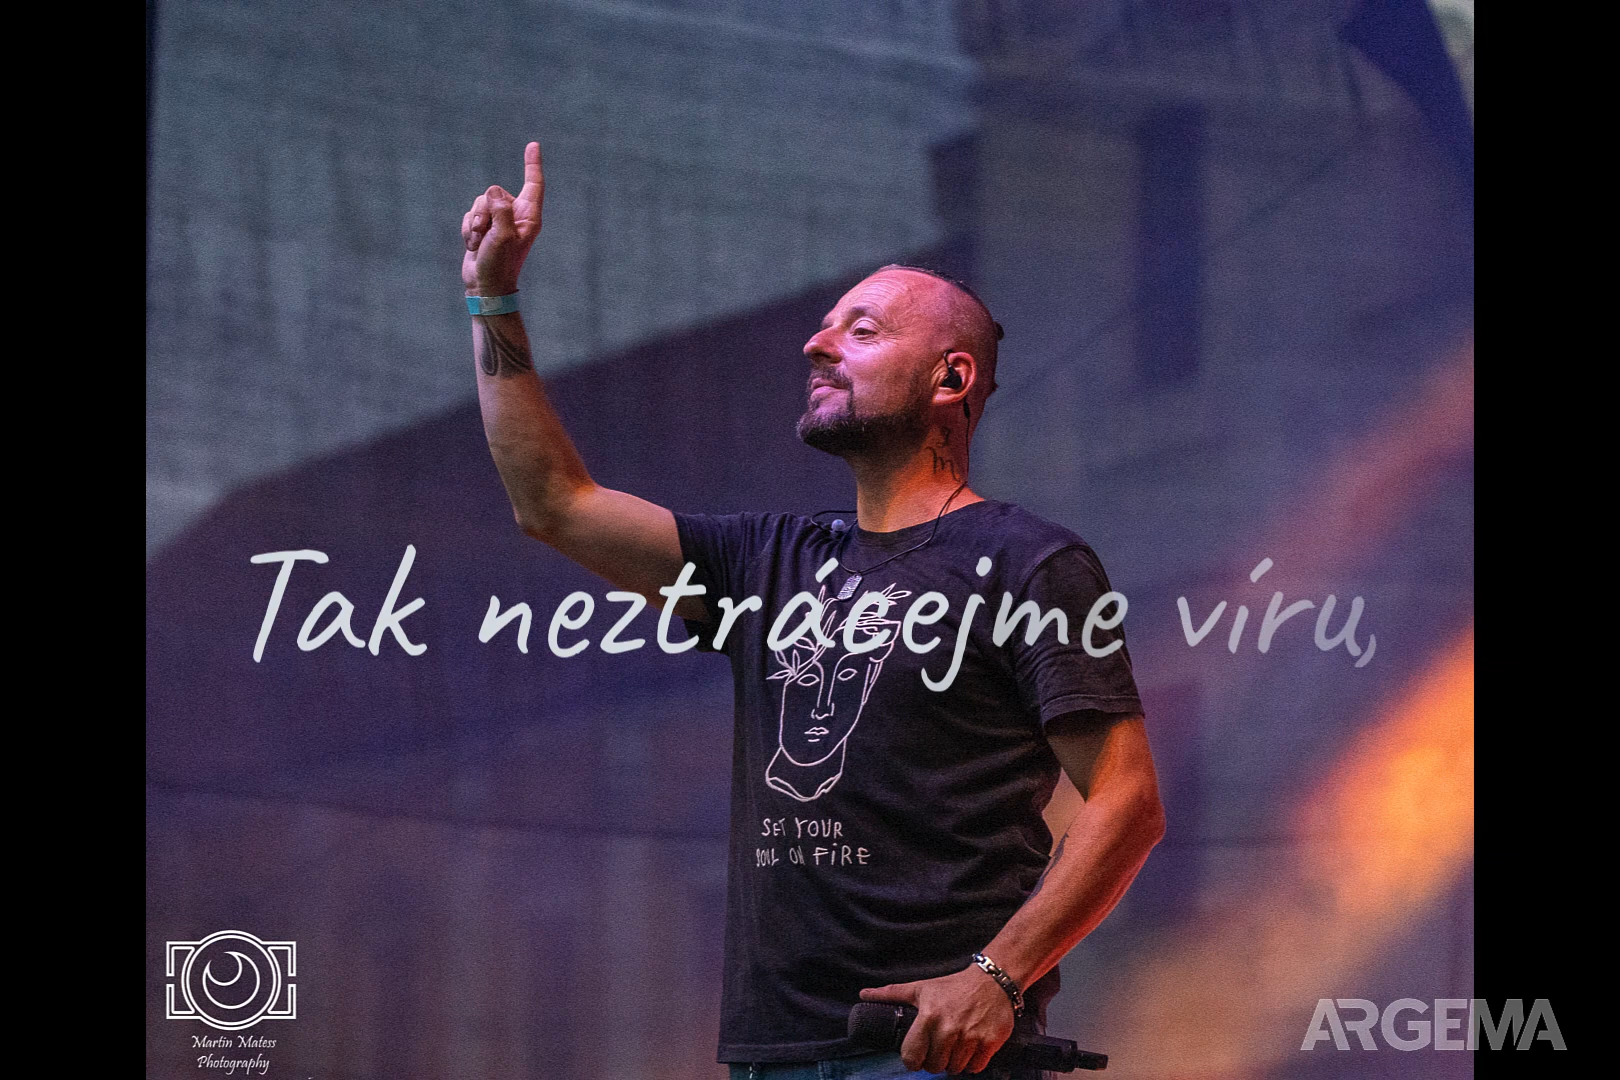 Tak neztrácejme víru,
SET YOUR
SOUL ON FIRE
Martin Matess
Photography
ARGEMA